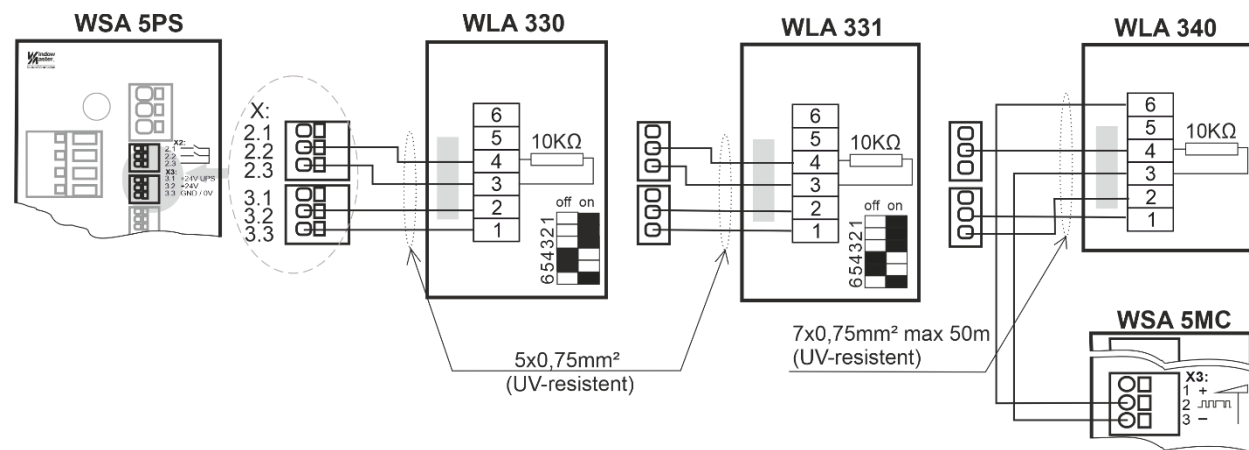 WSA 5PS
Window
Master
X2:
2.1
2.2
2.3
X3:
3.1 +24V UPS
3.2 +24V
3.3 GND / 0V
X:
2.1
2.2
2.3
3.1
3.2
3.3
WLA 330
6
5
4
3
2
1
10KΩ
off on
654321
WLA 331
6
5
4
3
2
1
10KΩ
off on
654321
WLA 340
6
5
4
3
2
1
10KΩ
5x0,75mm²
(UV-resistent)
7x0,75mm² max 50m
(UV-resistent)
WSA 5MC
X3:
1 +
2
3 –